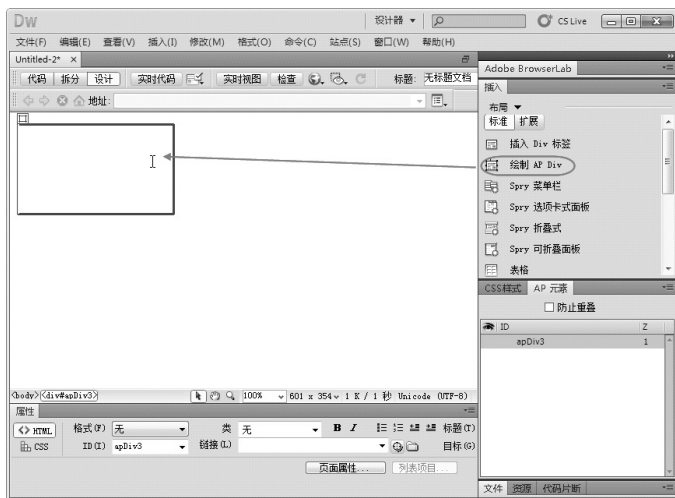 Dw 设计器 CS Live
文件(F) 编辑(E) 查看(V) 插入(I) 修改(M) 格式(O) 命令(C) 站点(S) 窗口(W) 帮助(H)
Untitled-2* ×
代码 拆分 设计 实时代码 实时视图 检查 标题: 无标题文档
地址:
Adobe BrowserLab
插入
布局
标准 扩展
插入 Div 标签
绘制 AP Div
Spry 菜单栏
Spry 选项卡式面板
Spry 折叠式
Spry 可折叠面板
表格
CSS样式 AP 元素
防止重叠
ID Z
apDiv3 1
<body><div#apDiv3> 100% 601 x 354 1 K / 1 秒 Unicode (UTF-8)
属性
<> HTML 格式(F) 无 类 无 B I 标题(T)
CSS ID(I) apDiv3 链接(L) 目标(G)
页面属性... 列表项目...
文件 资源 代码片断